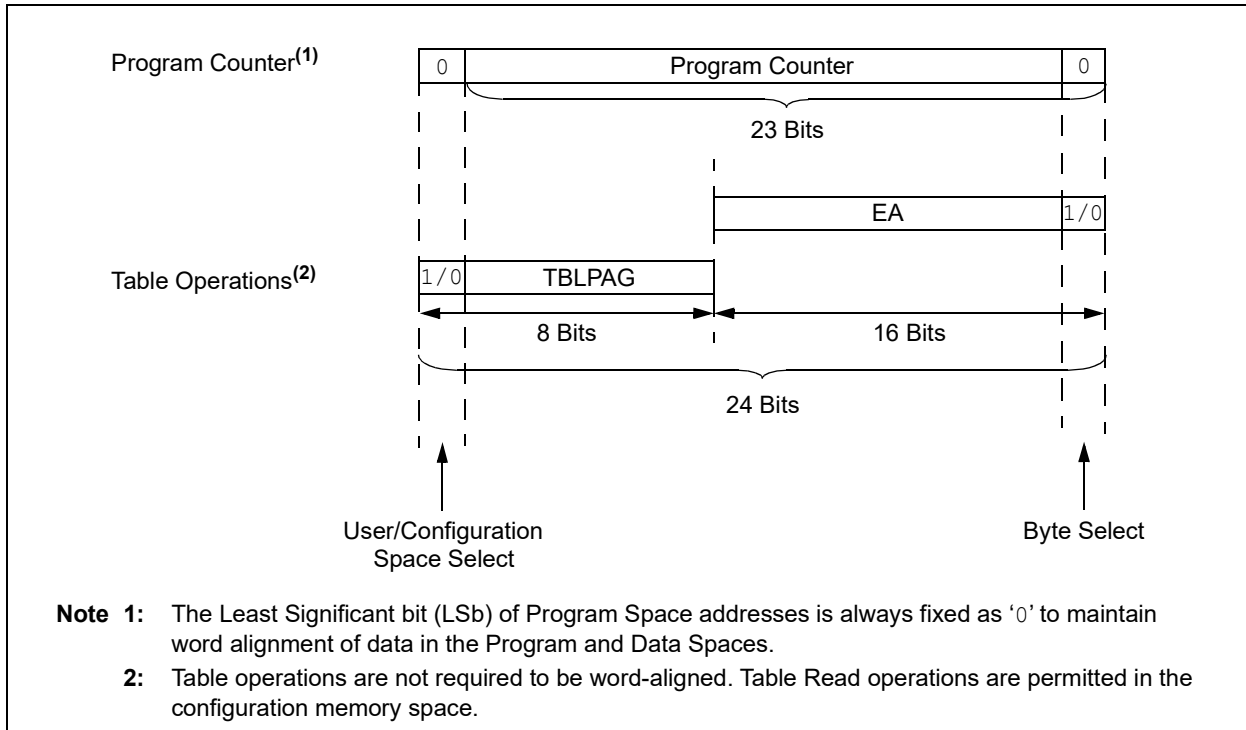 Program Counter(1)
0
Program Counter
0
23 Bits
EA
1/0
Table Operations(2)
1/0
TBLPAG
8 Bits
16 Bits
24 Bits
User/Configuration
Space Select
Byte Select
Note 1: The Least Significant bit (LSb) of Program Space addresses is always fixed as ‘0’ to maintain
word alignment of data in the Program and Data Spaces.
2: Table operations are not required to be word-aligned. Table Read operations are permitted in the
configuration memory space.